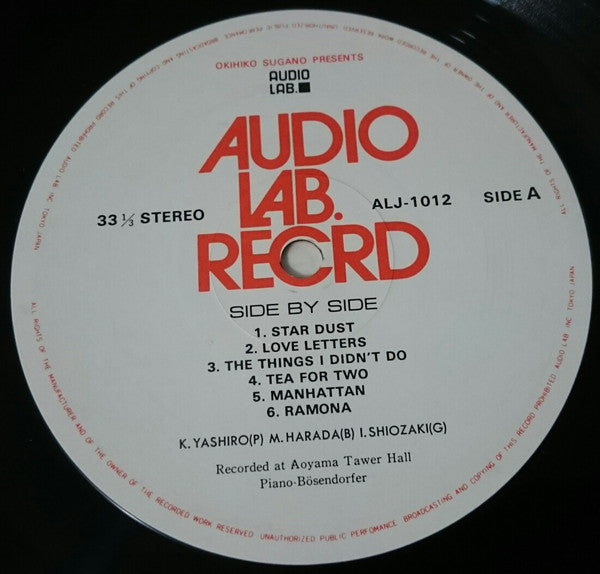 OKIHIKO SUGANO PRESENTS
AUDIO
LAB.
AUDIO
LAB.
RECRD
33 1/3 STEREO
ALJ-1012
SIDE A
SIDE BY SIDE
1. STAR DUST
2. LOVE LETTERS
3. THE THINGS I DIDN'T DO
4. TEA FOR TWO
5. MANHATTAN
6. RAMONA
K.YASHIRO(P) M.HARADA(B) I.SHIOZAKI(G)
Recorded at Aoyama Tawer Hall
Piano-Bösendorfer
ALL RIGHTS OF THE MANUFACTURER AND OF THE OWNER OF THE RECORDED WORK RESERVED UNAUTHORIZED PUBLIC PERFOMANCE BROADCASTING AND COPYING OF THIS RECORD PROHIBITED AUDIO LAB INC TOKYO JAPAN